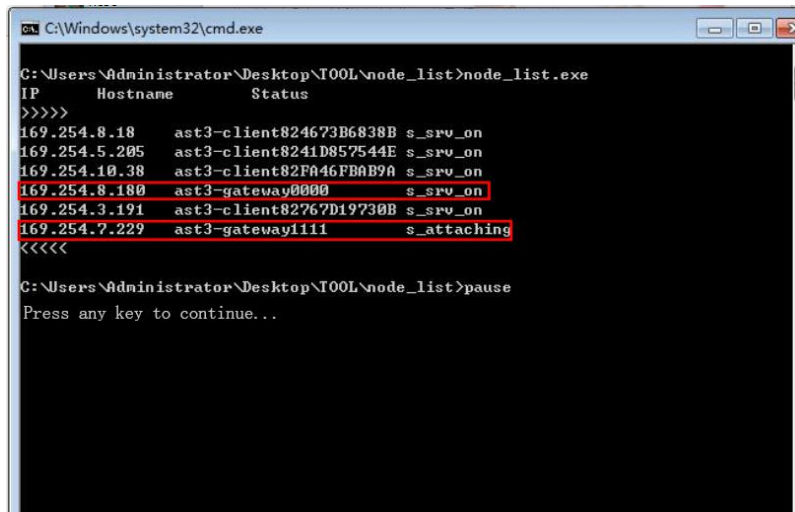 C:\Windows\system32\cmd.exe
C:\Users\Administrator\Desktop\TOOL\node_list>node_list.exe
IP Hostname Status
>>>>>
169.254.8.18 ast3-client824673B6838B s_srv_on
169.254.5.205 ast3-client8241D857544E s_srv_on
169.254.10.38 ast3-client82FA46FBAB9A s_srv_on
169.254.8.180 ast3-gateway0000 s_srv_on
169.254.3.191 ast3-client82767D19730B s_srv_on
169.254.7.229 ast3-gateway1111 s_attaching
<<<<<
C:\Users\Administrator\Desktop\TOOL\node_list>pause
Press any key to continue...